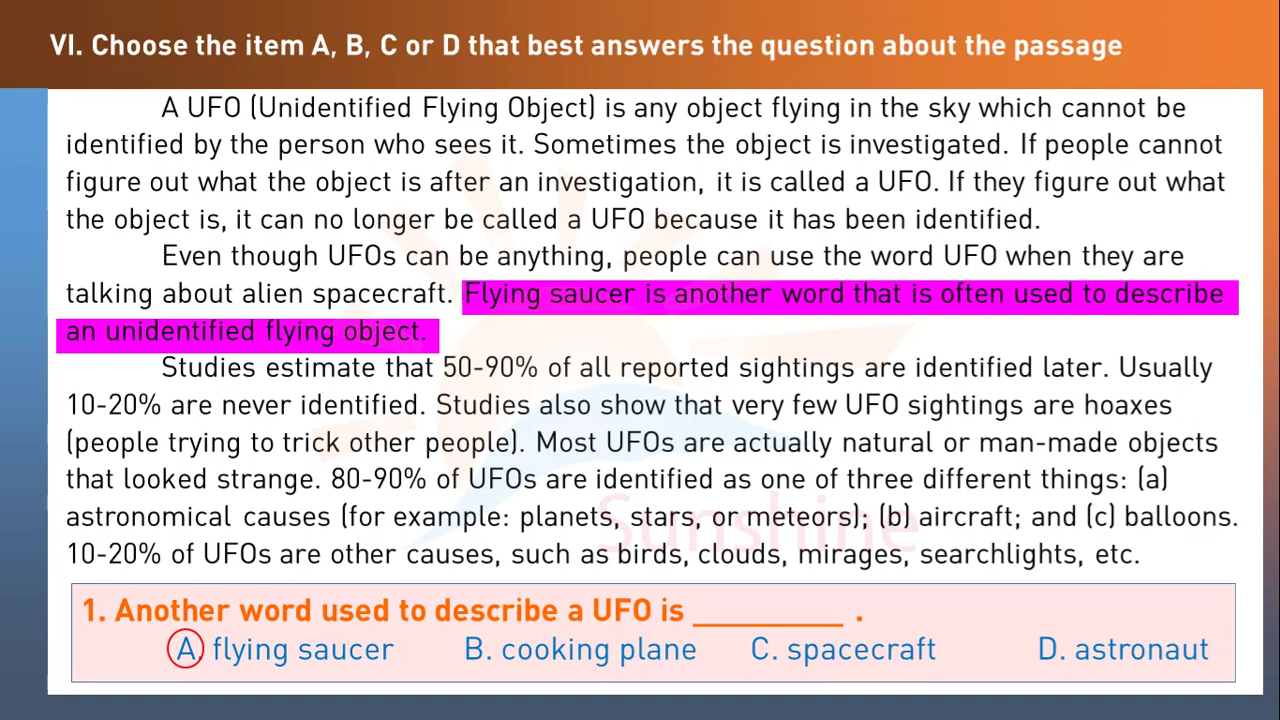 VI. Choose the item A, B, C or D that best answers the question about the passage
A UFO (Unidentified Flying Object) is any object flying in the sky which cannot be
identified by the person who sees it. Sometimes the object is investigated. If people cannot
figure out what the object is after an investigation, it is called a UFO. If they figure out what
the object is, it can no longer be called a UFO because it has been identified.
Even though UFOs can be anything, people can use the word UFO when they are
talking about alien spacecraft. Flying saucer is another word that is often used to describe
an unidentified flying object.
Studies estimate that 50-90% of all reported sightings are identified later. Usually
10-20% are never identified. Studies also show that very few UFO sightings are hoaxes
(people trying to trick other people). Most UFOs are actually natural or man-made objects
that looked strange. 80-90% of UFOs are identified as one of three different things: (a)
astronomical causes (for example: planets, stars, or meteors); (b) aircraft; and (c) balloons.
Sunshine
10-20% of UFOs are other causes, such as birds, clouds, mirages, searchlights, etc.
1. Another word used to describe a UFO is __________ .
A. flying saucer B. cooking plane C. spacecraft D. astronaut